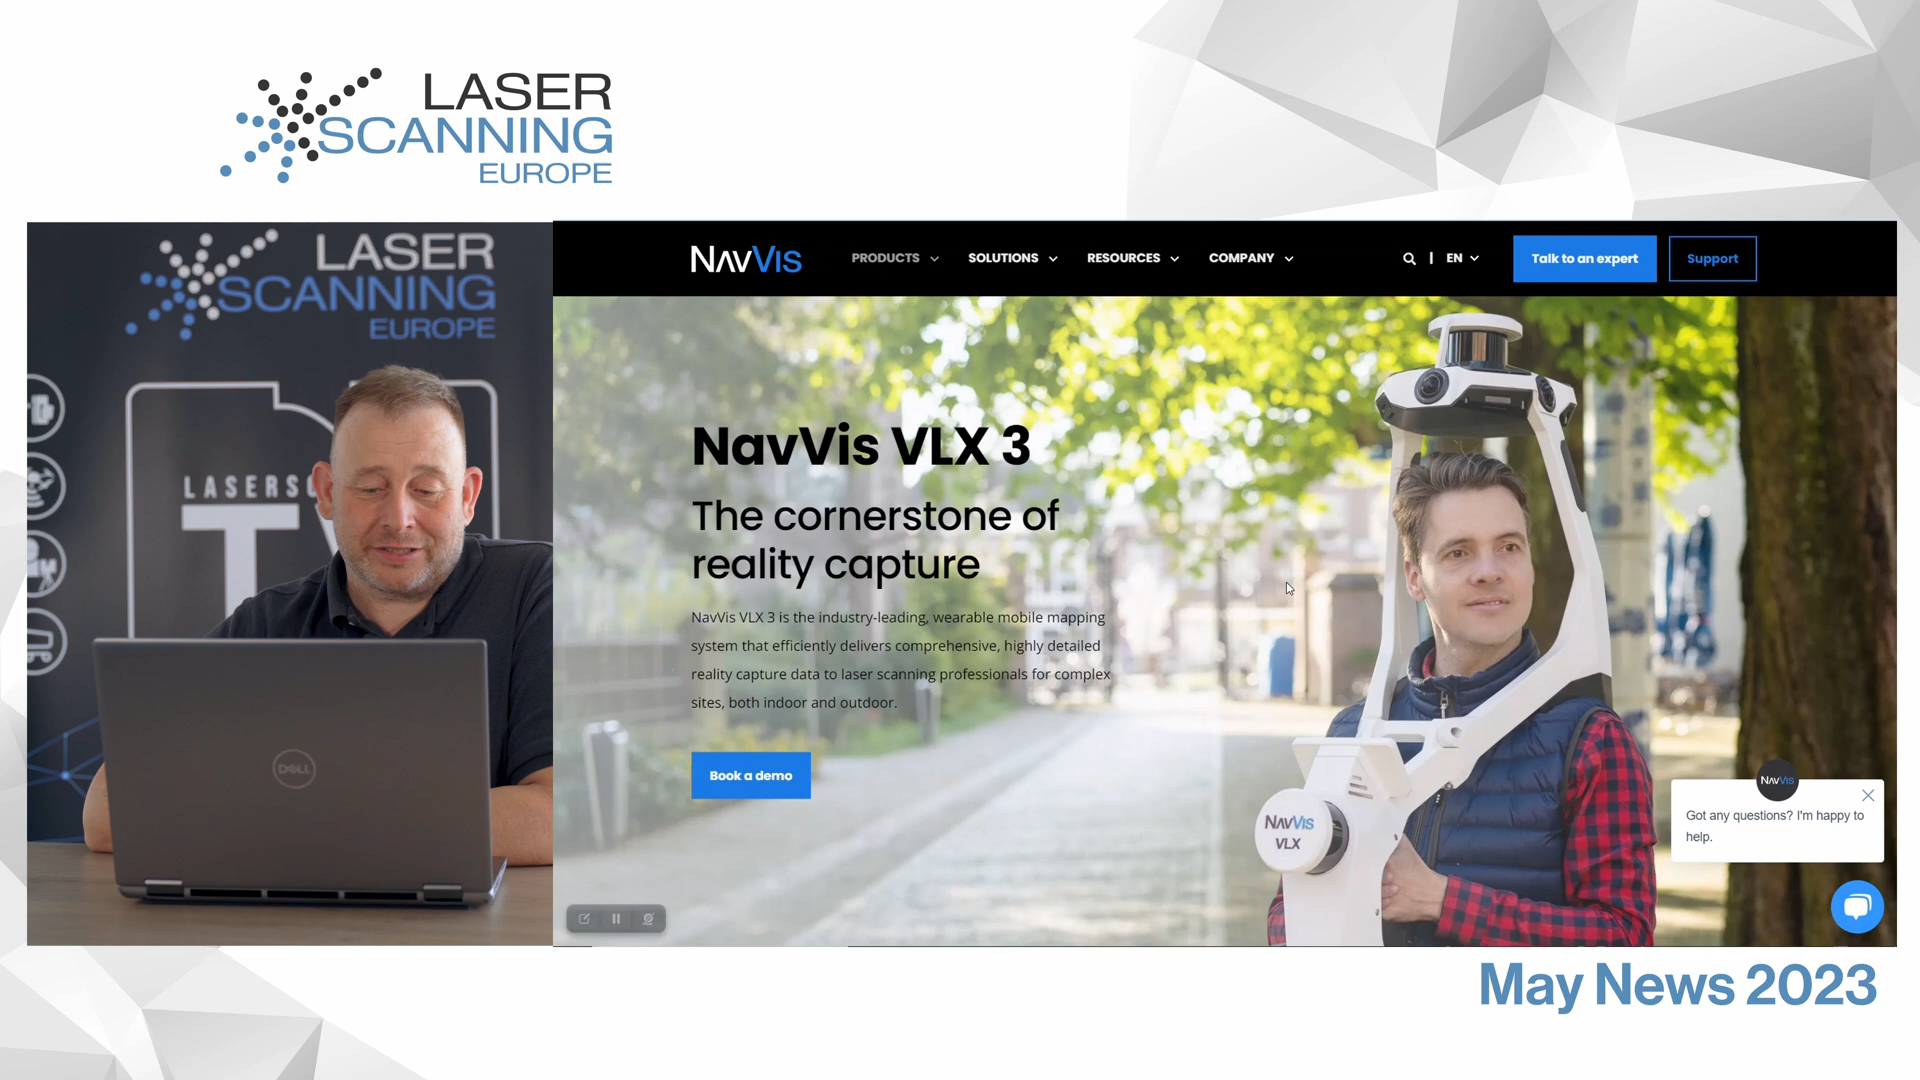 LASER
SCANNING
EUROPE
LASER
SCANNING
EUROPE
LASERSC
T
DELL
NAVVIS
PRODUCTS
SOLUTIONS
RESOURCES
COMPANY
EN
Talk to an expert
Support
NavVis VLX 3
The cornerstone of
reality capture
NavVis VLX 3 is the industry-leading, wearable mobile mapping
system that efficiently delivers comprehensive, highly detailed
reality capture data to laser scanning professionals for complex
sites, both indoor and outdoor.
Book a demo
NAVVIS
VLX
NAVVIS
Got any questions? I'm happy to
help.
May News 2023